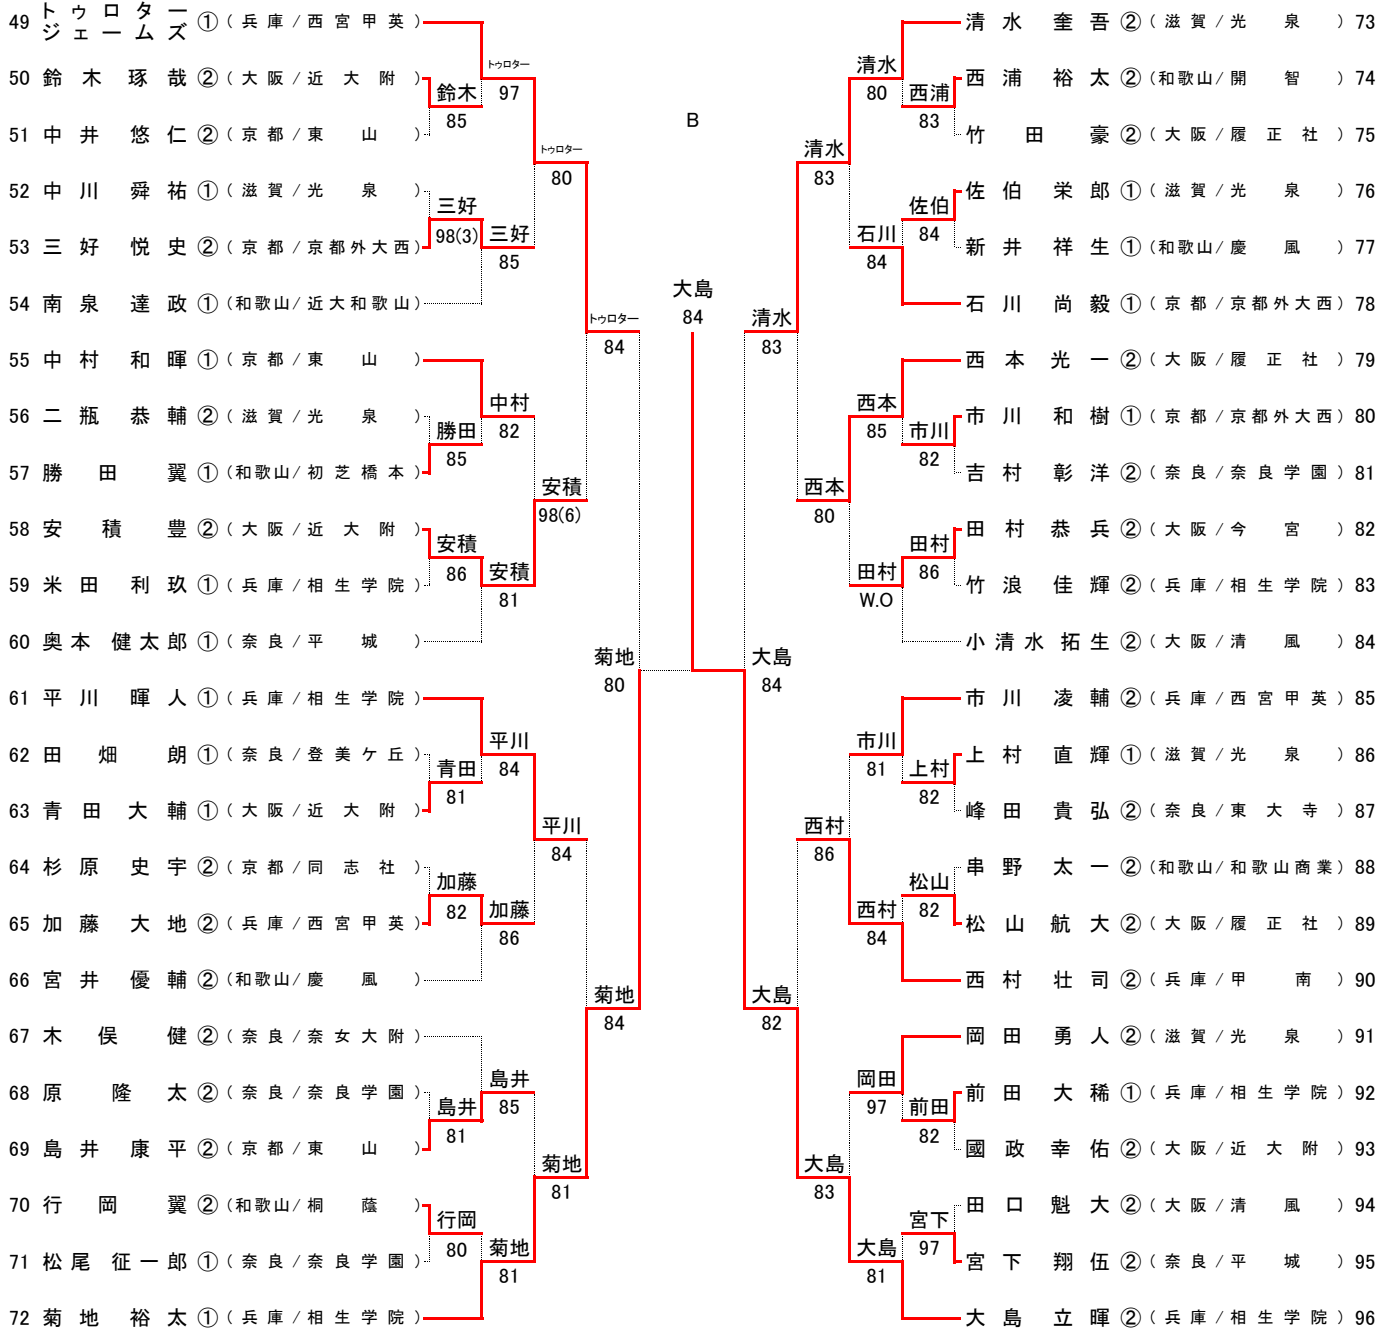 49 トゥロタージェームズ ① (兵庫/西宮甲英)
50 鈴木琢哉 ② (大阪/近大附)
51 中井悠仁 ② (京都/東山)
52 中川舜祐 ① (滋賀/光泉)
53 三好悦史 ② (京都/京都外大西)
54 南泉達政 ① (和歌山/近大和歌山)
55 中村和暉 ① (京都/東山)
56 二瓶恭輔 ② (滋賀/光泉)
57 勝田翼 ① (和歌山/初芝橋本)
58 安積豊 ② (大阪/近大附)
59 米田利玖 ① (兵庫/相生学院)
60 奥本健太郎 ① (奈良/平城)
61 平川暉人 ① (兵庫/相生学院)
62 田畑朗 ① (奈良/登美ケ丘)
63 青田大輔 ① (大阪/近大附)
64 杉原史宇 ② (京都/同志社)
65 加藤大地 ② (兵庫/西宮甲英)
66 宮井優輔 ② (和歌山/慶風)
67 木俣健 ② (奈良/奈女大附)
68 原隆太 ② (奈良/奈良学園)
69 島井康平 ② (京都/東山)
70 行岡翼 ② (和歌山/桐蔭)
71 松尾征一郎 ① (奈良/奈良学園)
72 菊地裕太 ① (兵庫/相生学院)
鈴木
85
三好
98(3)
勝田
85
安積
86
青田
81
加藤
82
島井
81
行岡
80
トゥロター
97
三好
85
中村
82
安積
81
平川
84
加藤
86
島井
85
菊地
81
トゥロター
80
安積
98(6)
平川
84
菊地
81
トゥロター
84
菊地
84
菊地
80
B
大島
84
大島
84
清水
83
大島
82
清水
83
西本
80
西村
86
大島
83
清水
80
石川
84
西本
85
田村
W.O
市川
81
西村
84
岡田
97
大島
81
西浦
83
佐伯
84
市川
82
田村
86
上村
82
松山
82
前田
82
宮下
97
清水奎吾 ② (滋賀/光泉) 73
西浦裕太 ② (和歌山/開智) 74
竹田豪 ② (大阪/履正社) 75
佐伯栄郎 ① (滋賀/光泉) 76
新井祥生 ① (和歌山/慶風) 77
石川尚毅 ① (京都/京都外大西) 78
西本光一 ② (大阪/履正社) 79
市川和樹 ① (京都/京都外大西) 80
吉村彰洋 ② (奈良/奈良学園) 81
田村恭兵 ② (大阪/今宮) 82
竹浪佳輝 ② (兵庫/相生学院) 83
小清水拓生 ② (大阪/清風) 84
市川凌輔 ② (兵庫/西宮甲英) 85
上村直輝 ① (滋賀/光泉) 86
峰田貴弘 ② (奈良/東大寺) 87
串野太一 ② (和歌山/和歌山商業) 88
松山航大 ② (大阪/履正社) 89
西村壮司 ② (兵庫/甲南) 90
岡田勇人 ② (滋賀/光泉) 91
前田大稀 ① (兵庫/相生学院) 92
國政幸佑 ② (大阪/近大附) 93
田口魁大 ② (大阪/清風) 94
宮下翔伍 ② (奈良/平城) 95
大島立暉 ② (兵庫/相生学院) 96